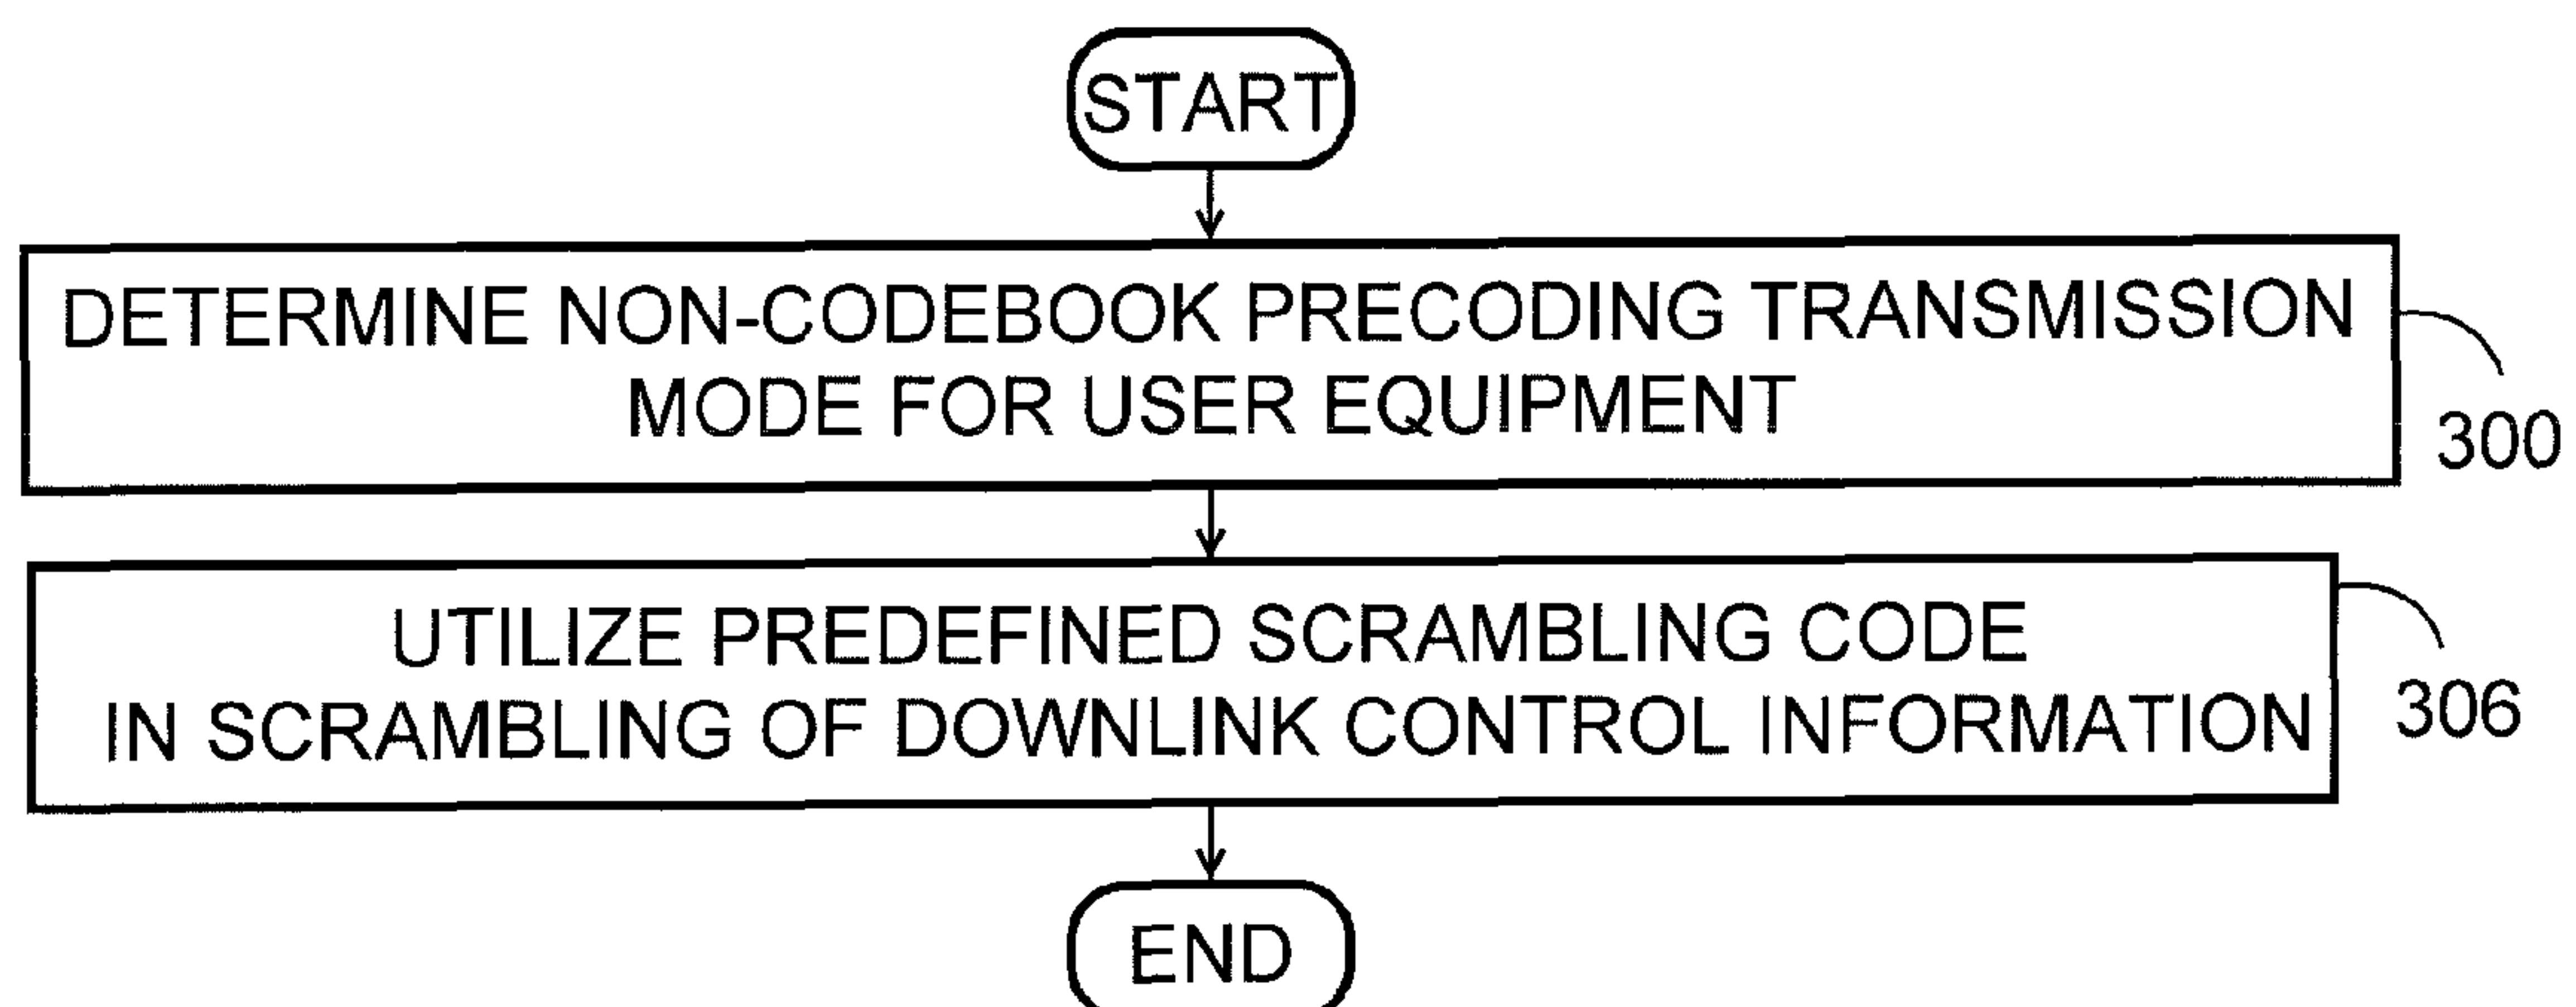 START
DETERMINE NON-CODEBOOK PRECODING TRANSMISSION
MODE FOR USER EQUIPMENT
300
UTILIZE PREDEFINED SCRAMBLING CODE
IN SCRAMBLING OF DOWNLINK CONTROL INFORMATION
306
END